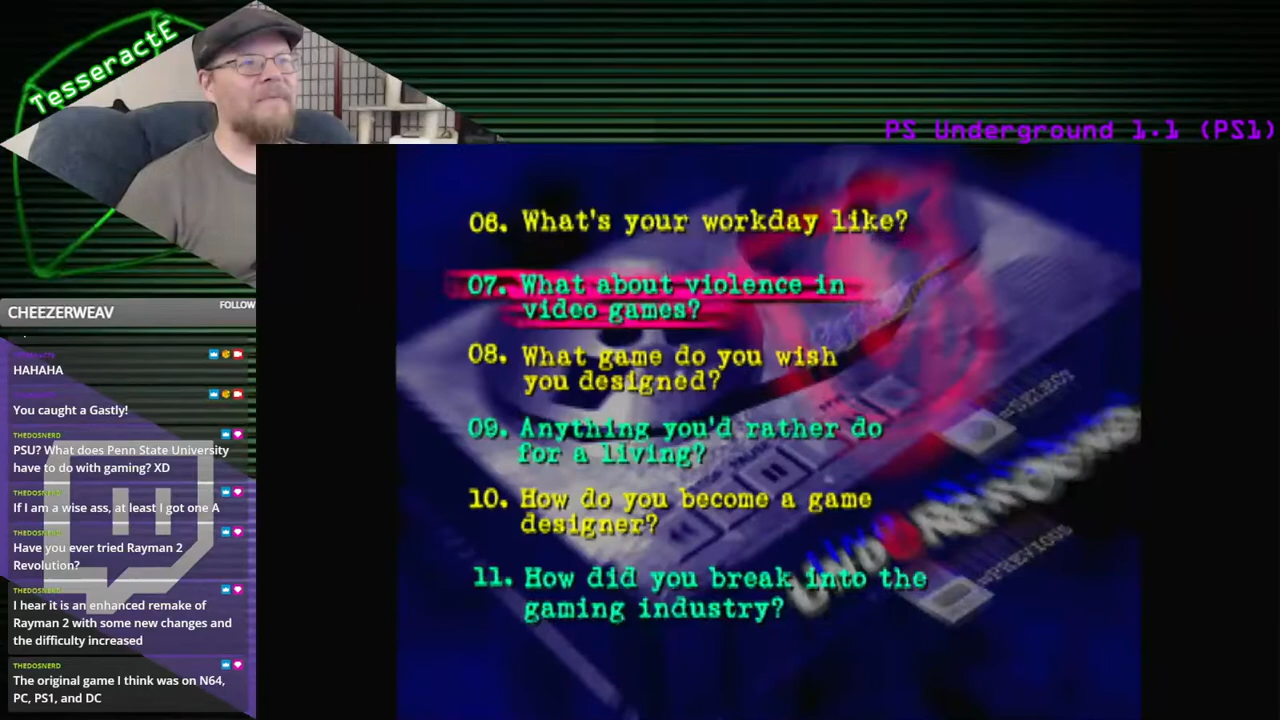 TesseractE
PS Underground 1.1 (PS1)
CHEEZERWEAV
FOLLOW
HAHAHA
You caught a Gastly!
THEDOSNERD
PSU? What does Penn State University
have to do with gaming? XD
THEDOSNERD
If I am a wise ass, at least I got one A
THEDOSNERD
Have you ever tried Rayman 2
Revolution?
THEDOSNERD
I hear it is an enhanced remake of
Rayman 2 with some new changes and
the difficulty increased
THEDOSNERD
The original game I think was on N64,
PC, PS1, and DC
06. What's your workday like?
07. What about violence in
video games?
08. What game do you wish
you designed?
09. Anything you'd rather do
for a living?
10. How do you become a game
designer?
11. How did you break into the
gaming industry?
=SELECT
=PREVIOUS